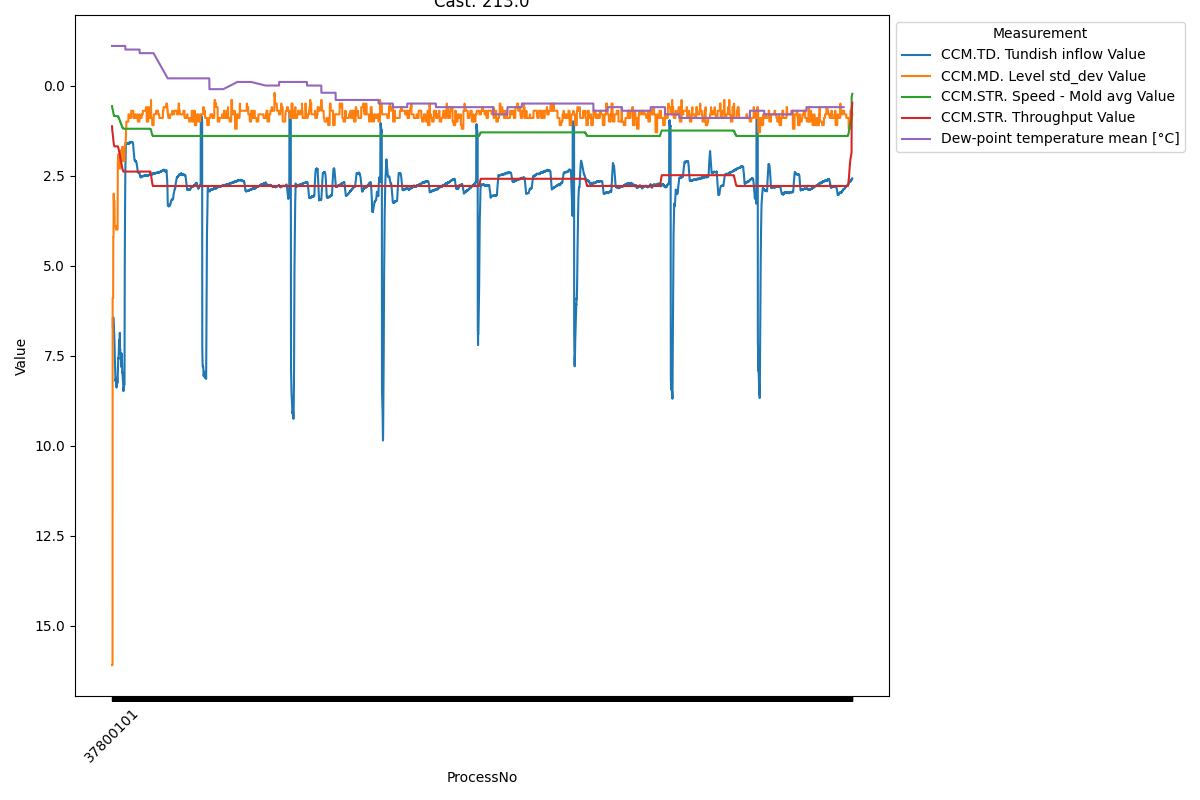 Cast: 213.0
Measurement
CCM.TD. Tundish inflow Value
CCM.MD. Level std_dev Value
CCM.STR. Speed - Mold avg Value
CCM.STR. Throughput Value
Dew-point temperature mean [°C]
0.0
2.5
5.0
7.5
10.0
12.5
15.0
Value
37800101
ProcessNo